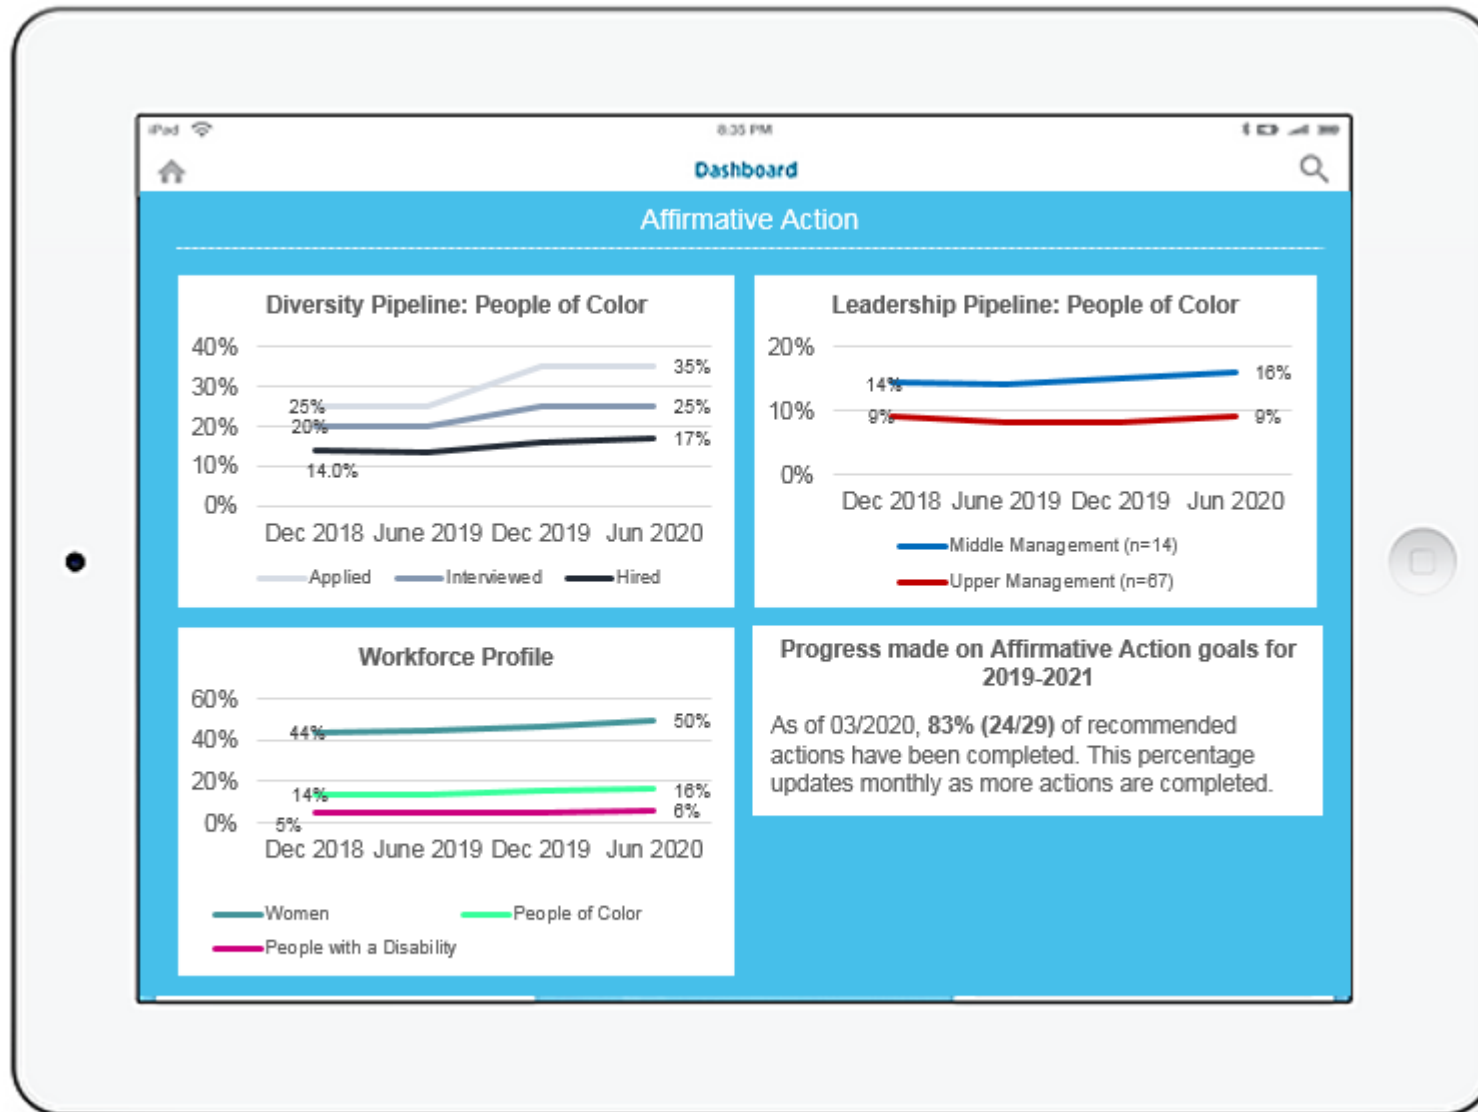 iPad
8:35 PM
Dashboard
Affirmative Action
Diversity Pipeline: People of Color
40%
30%
20%
10%
0%
25%
20%
14.0%
35%
25%
17%
Dec 2018 June 2019 Dec 2019 Jun 2020
Applied Interviewed Hired
Leadership Pipeline: People of Color
20%
10%
0%
14%
9%
16%
9%
Dec 2018 June 2019 Dec 2019 Jun 2020
Middle Management (n=14)
Upper Management (n=67)
Workforce Profile
60%
40%
20%
0%
44%
14%
5%
50%
16%
6%
Dec 2018 June 2019 Dec 2019 Jun 2020
Women People of Color
People with a Disability
Progress made on Affirmative Action goals for
2019-2021
As of 03/2020, 83% (24/29) of recommended
actions have been completed. This percentage
updates monthly as more actions are completed.